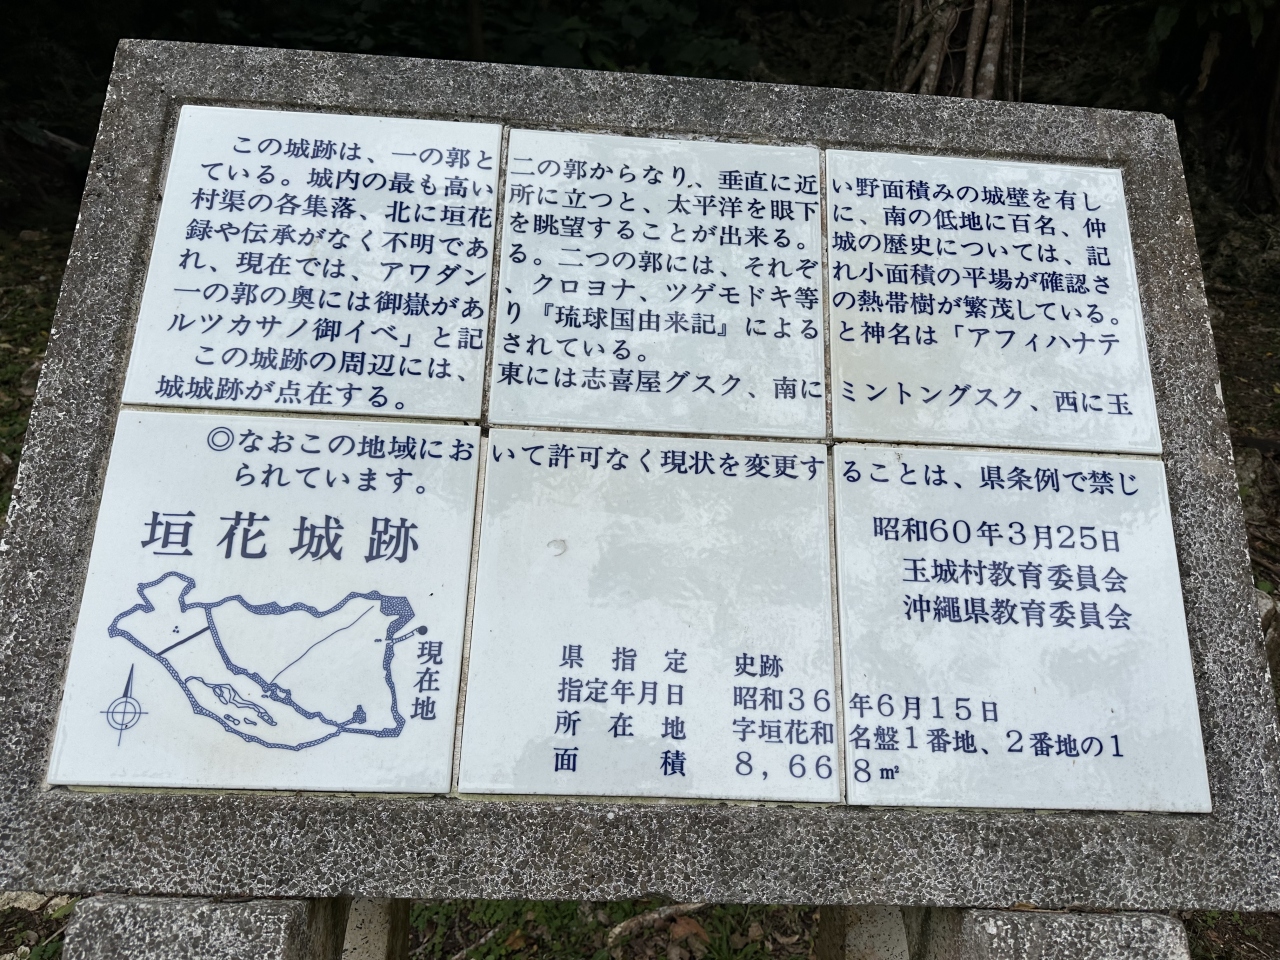 この城跡は、一の郭と二の郭からなり、垂直に近い野面積みの城壁を有し
ている。城内の最も高い所に立つと、太平洋を眼下に、南の低地に百名、仲
村渠の各集落、北に垣花を眺望することが出来る。城の歴史については、記
録や伝承がなく不明である。二つの郭には、それぞれ小面積の平場が確認さ
れ、現在では、アワダン、クロヨナ、ツゲモドキ等の熱帯樹が繁茂している。
一の郭の奥には御嶽があり『琉球国由来記』によると神名は「アフィハナテ
ルツカサノ御イベ」と記されている。
この城跡の周辺には、東には志喜屋グスク、南にミントングスク、西に玉
城城跡が点在する。
◎なおこの地域において許可なく現状を変更することは、県条例で禁じ
られています。
垣花城跡
現在地
昭和60年3月25日
玉城村教育委員会
沖縄県教育委員会
県指定 史跡
指定年月日 昭和36年6月15日
所在地 字垣花和名盤1番地、2番地の1
面積 8,668㎡